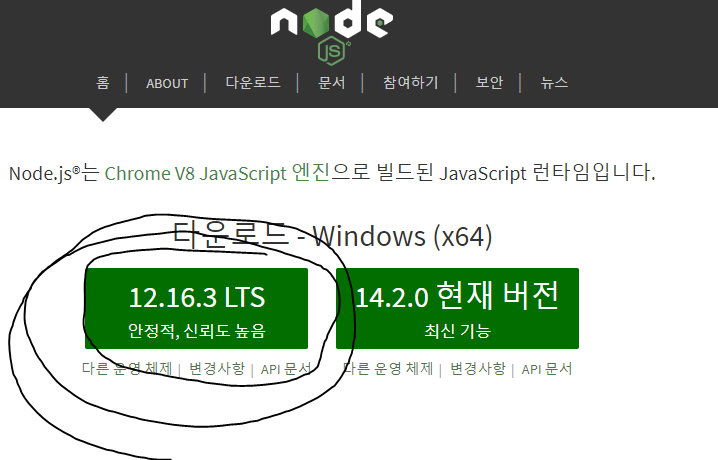 node
JS
홈 | ABOUT | 다운로드 | 문서 | 참여하기 | 보안 | 뉴스
Node.js®는 Chrome V8 JavaScript 엔진으로 빌드된 JavaScript 런타임입니다.
다운로드 - Windows (x64)
12.16.3 LTS
안정적, 신뢰도 높음
14.2.0 현재 버전
최신 기능
다른 운영 체제 | 변경사항 | API 문서
다른 운영 체제 | 변경사항 | API 문서